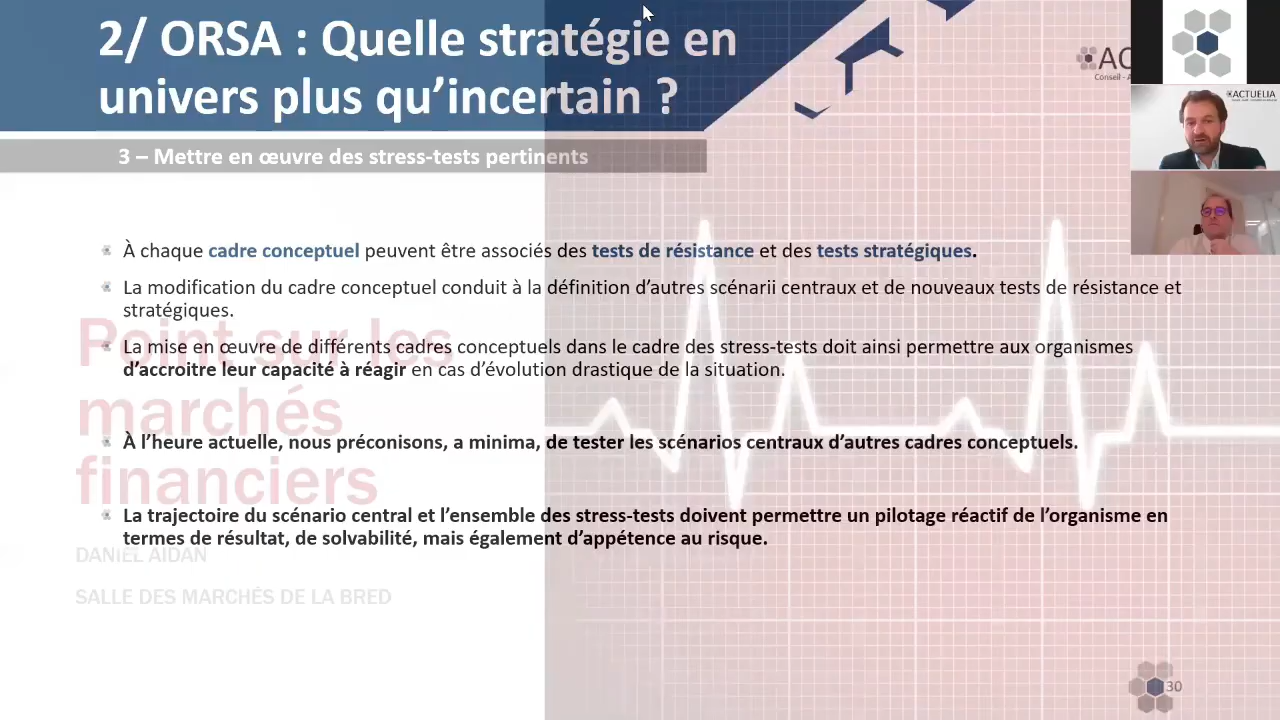 2/ ORSA : Quelle stratégie en
univers plus qu'incertain ?
AC
Conseil - A
ACTUELIA
3 – Mettre en œuvre des stress-tests pertinents
À chaque cadre conceptuel peuvent être associés des tests de résistance et des tests stratégiques.
La modification du cadre conceptuel conduit à la définition d'autres scénarii centraux et de nouveaux tests de résistance et
stratégiques.
La mise en œuvre de différents cadres conceptuels dans le cadre des stress-tests doit ainsi permettre aux organismes
d'accroitre leur capacité à réagir en cas d'évolution drastique de la situation.
À l'heure actuelle, nous préconisons, a minima, de tester les scénarios centraux d'autres cadres conceptuels.
La trajectoire du scénario central et l'ensemble des stress-tests doivent permettre un pilotage réactif de l'organisme en
termes de résultat, de solvabilité, mais également d'appétence au risque.
Point sur les
marchés
financiers
DANIEL AIDAN
SALLE DES MARCHÉS DE LA BRED
30